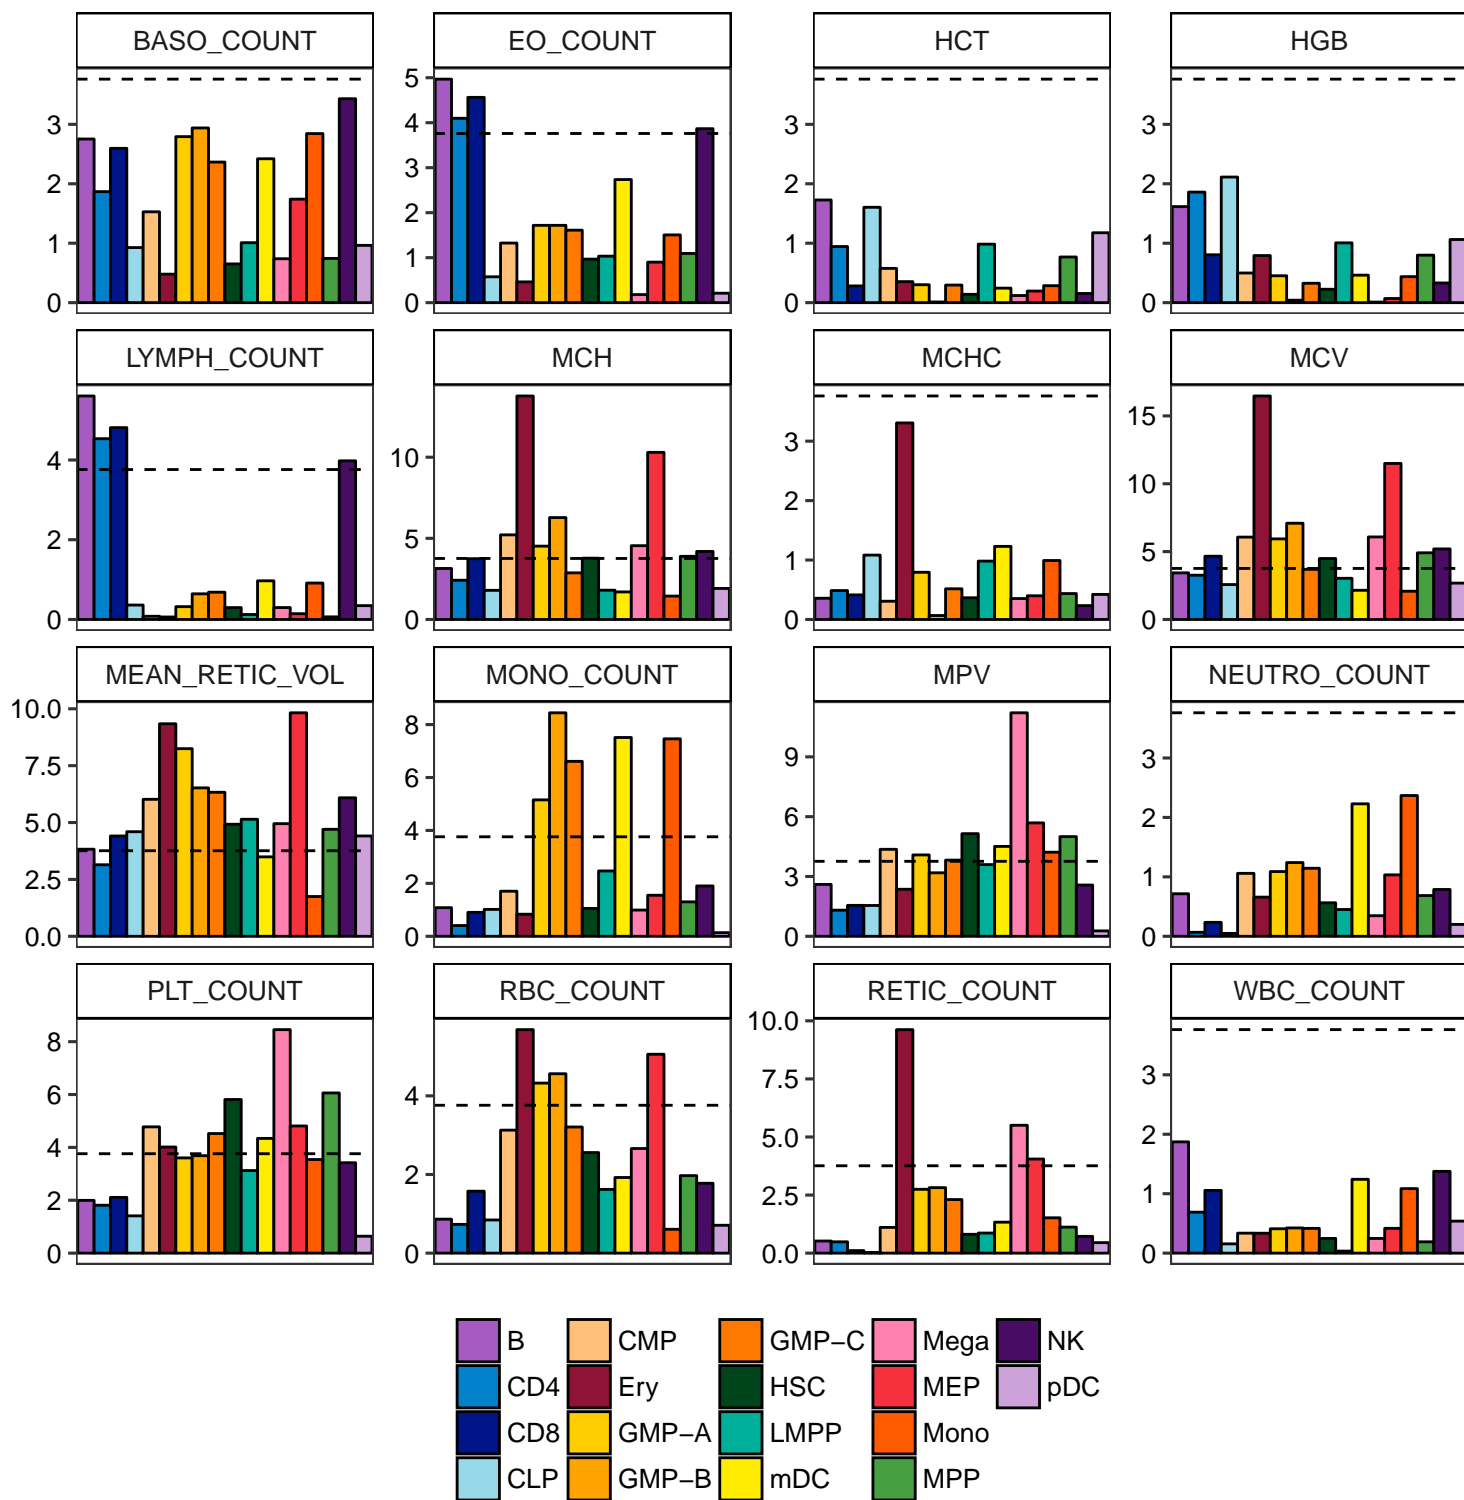 BASO_COUNT EO_COUNT HCT HGB
0 1 2 3
0 1 2 3 4 5
0 1 2 3
0 1 2 3
LYMPH_COUNT MCH MCHC MCV
0 2 4
0 5 10
0 1 2 3
0 5 10 15
MEAN_RETIC_VOL MONO_COUNT MPV NEUTRO_COUNT
0.0 2.5 5.0 7.5 10.0
0 2 4 6 8
0 3 6 9
0 1 2 3
PLT_COUNT RBC_COUNT RETIC_COUNT WBC_COUNT
0 2 4 6 8
0 2 4
0.0 2.5 5.0 7.5 10.0
0 1 2 3
B CMP GMP−C Mega NK
CD4 Ery HSC MEP pDC
CD8 GMP−A LMPP Mono
CLP GMP−B mDC MPP